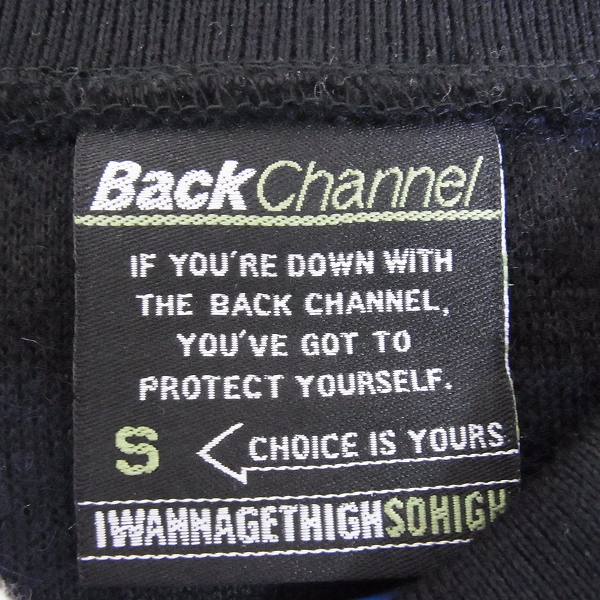 BackChannel
IF YOU'RE DOWN WITH
THE BACK CHANNEL,
YOU'VE GOT TO
PROTECT YOURSELF.
S CHOICE IS YOURS
IWANNAGETHIGHSOHIGH